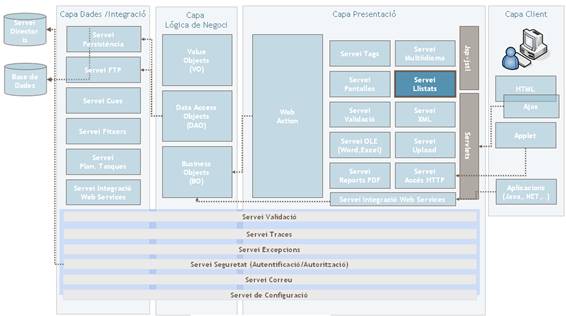 Capa Dades /Integració
Capa
Lógica de Negoci
Capa Presentació
Capa Client
Servei
Directori
is
Base de
Dades
Servei
Persistència
Servei FTP
Servei Cues
Servei Fitxers
Servei
Plan. Tasques
Servei Integració
Web Services
Value
Objects
(VO)
Data Access
Objects
(DAO)
Business
Objects
(BO)
Web
Action
Servei Tags
Servei
Multiidioma
Servei
Pantalles
Servei
Llistats
Servei
Validació
Servei
XML
Servei OLE
(Word,Excel)
Servei
Upload
Servei
Reports PDF
Servei
Accés HTTP
Servei Integració Web Services
Jsp-jstl
Servlets
HTML
Ajax
Applet
Aplicacions
(Java, .NET,..)
Servei Validació
Servei Traces
Servei Excepcions
Servei Seguretat (Autentificació/Autorització)
Servei Correu
Servei de Configuració